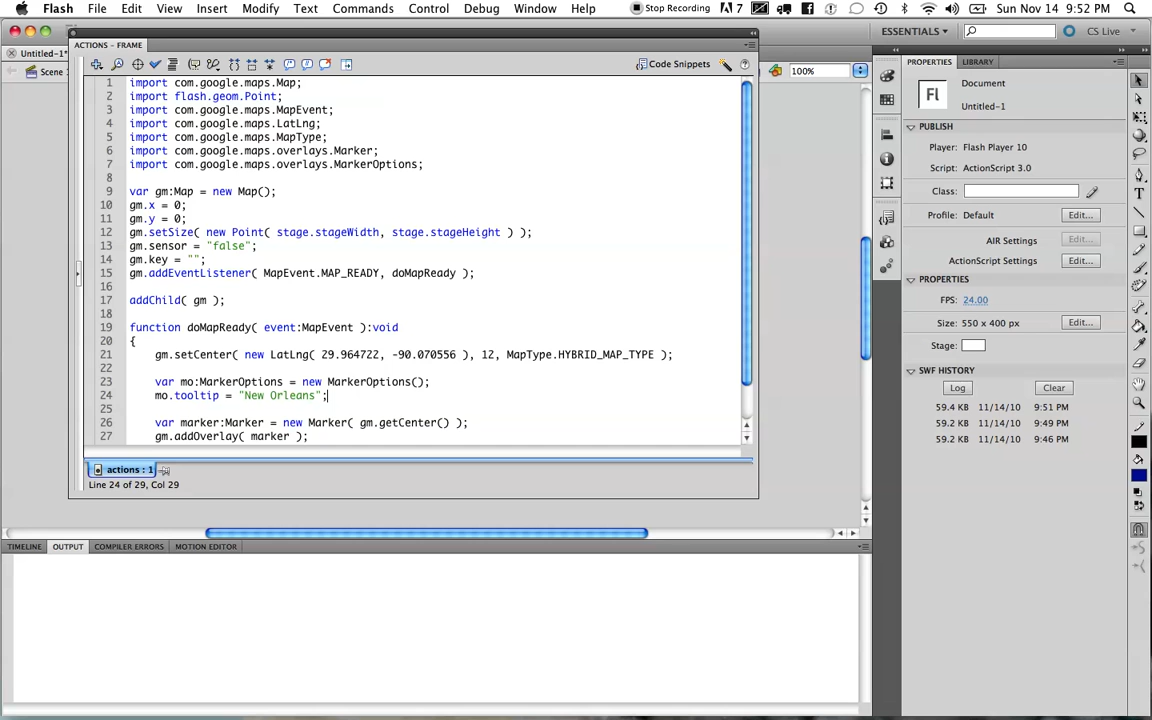 Flash File Edit View Insert Modify Text Commands Control Debug Window Help Stop Recording 7 Sun Nov 14 9:52 PM
ESSENTIALS CS Live
ACTIONS - FRAME
Untitled-1*
Scene
Code Snippets
100%
1 import com.google.maps.Map;
2 import flash.geom.Point;
3 import com.google.maps.MapEvent;
4 import com.google.maps.LatLng;
5 import com.google.maps.MapType;
6 import com.google.maps.overlays.Marker;
7 import com.google.maps.overlays.MarkerOptions;
8
9 var gm:Map = new Map();
10 gm.x = 0;
11 gm.y = 0;
12 gm.setSize( new Point( stage.stageWidth, stage.stageHeight ) );
13 gm.sensor = "false";
14 gm.key = "";
15 gm.addEventListener( MapEvent.MAP_READY, doMapReady );
16
17 addChild( gm );
18
19 function doMapReady( event:MapEvent ):void
20 {
21 gm.setCenter( new LatLng( 29.964722, -90.070556 ), 12, MapType.HYBRID_MAP_TYPE );
22
23 var mo:MarkerOptions = new MarkerOptions();
24 mo.tooltip = "New Orleans";
25
26 var marker:Marker = new Marker( gm.getCenter() );
27 gm.addOverlay( marker );
actions : 1
Line 24 of 29, Col 29
TIMELINE OUTPUT COMPILER ERRORS MOTION EDITOR
PROPERTIES LIBRARY
Fl
Document
Untitled-1
PUBLISH
Player: Flash Player 10
Script: ActionScript 3.0
Class:
Profile: Default Edit...
AIR Settings Edit...
ActionScript Settings Edit...
PROPERTIES
FPS: 24.00
Size: 550 x 400 px Edit...
Stage:
SWF HISTORY
Log Clear
59.4 KB 11/14/10 9:51 PM
59.2 KB 11/14/10 9:49 PM
59.2 KB 11/14/10 9:46 PM